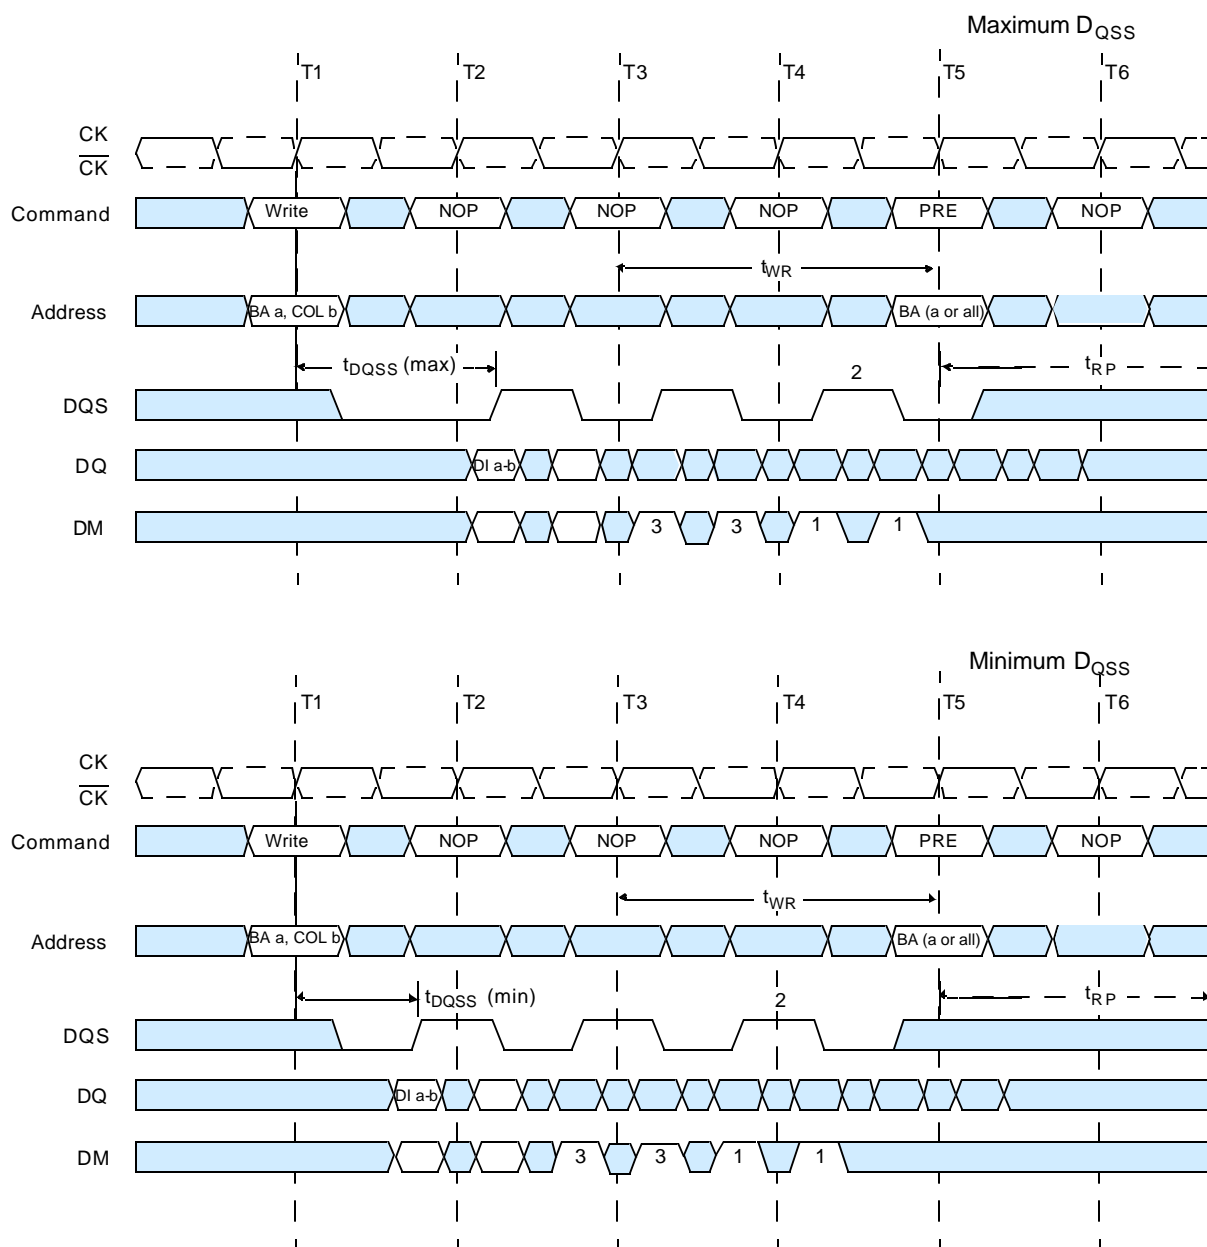 Maximum DQSS
T1 T2 T3 T4 T5 T6
CK
CK
Command Write NOP NOP NOP PRE NOP
tWR
Address BA a, COL b BA (a or all)
tDQSS (max) tRP
2
DQS
DQ DI a-b
DM 3 3 1 1
Minimum DQSS
T1 T2 T3 T4 T5 T6
CK
CK
Command Write NOP NOP NOP PRE NOP
tWR
Address BA a, COL b BA (a or all)
tDQSS (min) 2 tRP
DQS
DQ DI a-b
DM 3 3 1 1